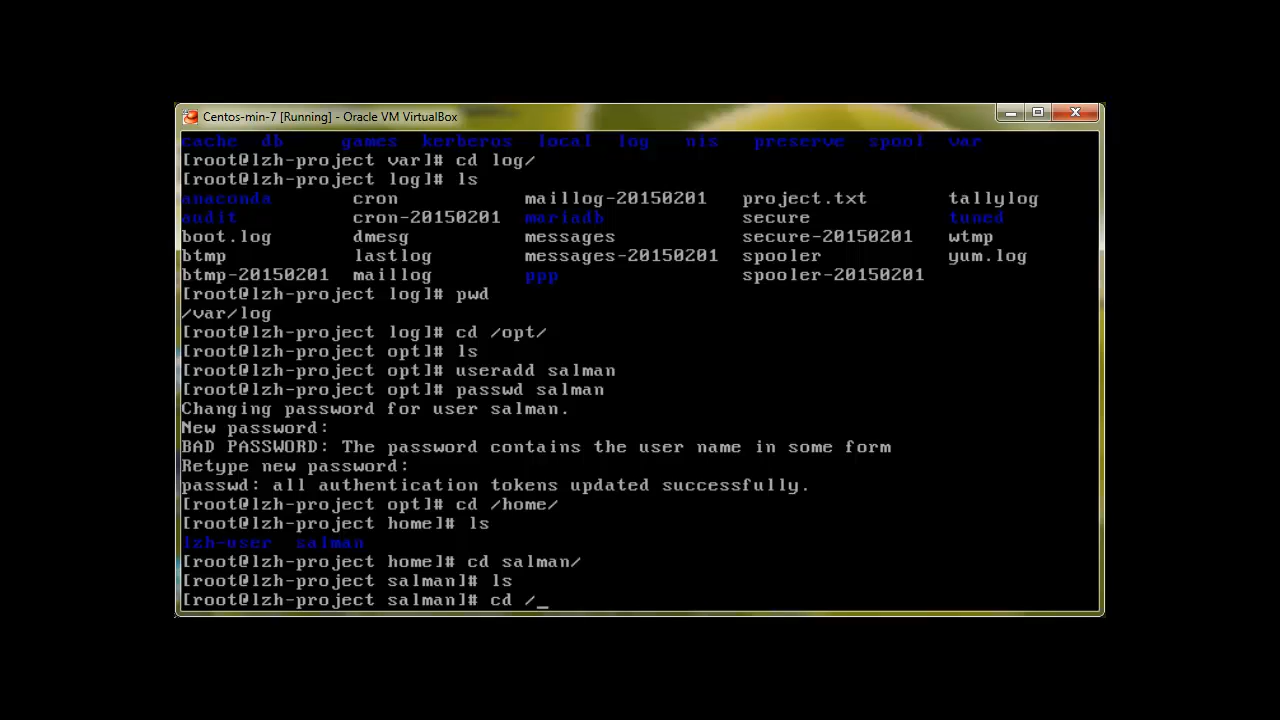 Centos-min-7 [Running] - Oracle VM VirtualBox
cache db games kerberos local log nis preserve spool var
[root@lzh-project var]# cd log/
[root@lzh-project log]# ls
anaconda cron maillog-20150201 project.txt tallylog
audit cron-20150201 mariadb secure tuned
boot.log dmesg messages secure-20150201 wtmp
btmp lastlog messages-20150201 spooler yum.log
btmp-20150201 maillog ppp spooler-20150201
[root@lzh-project log]# pwd
/var/log
[root@lzh-project log]# cd /opt/
[root@lzh-project opt]# ls
[root@lzh-project opt]# useradd salman
[root@lzh-project opt]# passwd salman
Changing password for user salman.
New password:
BAD PASSWORD: The password contains the user name in some form
Retype new password:
passwd: all authentication tokens updated successfully.
[root@lzh-project opt]# cd /home/
[root@lzh-project home]# ls
lzh-user salman
[root@lzh-project home]# cd salman/
[root@lzh-project salman]# ls
[root@lzh-project salman]# cd /_